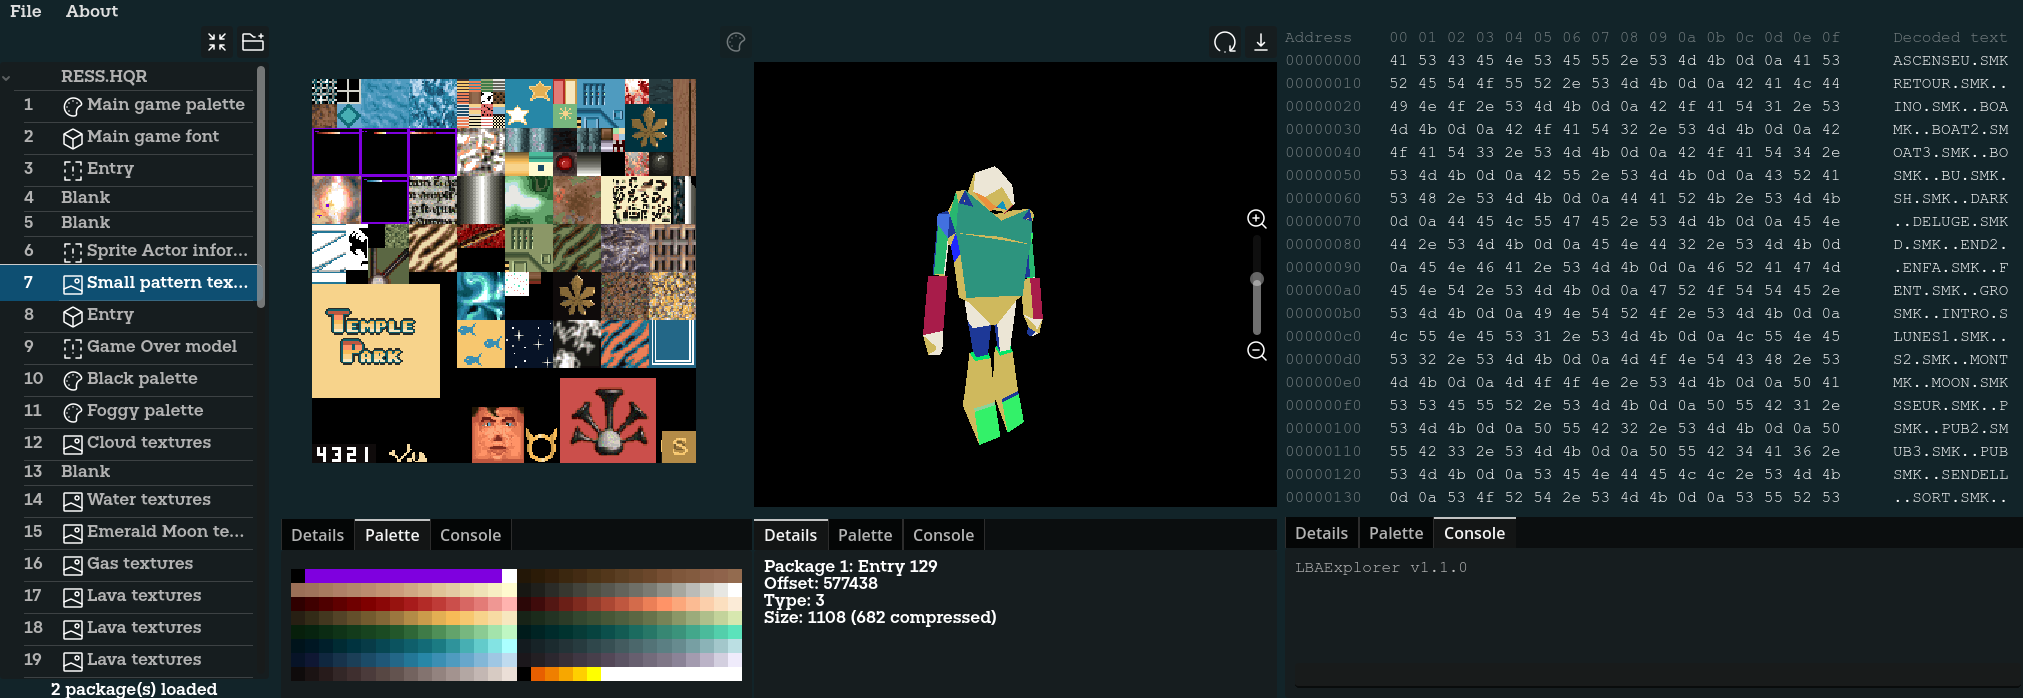 File About
RESS.HQR
1 Main game palette
2 Main game font
3 Entry
4 Blank
5 Blank
6 Sprite Actor infor...
7 Small pattern tex...
8 Entry
9 Game Over model
10 Black palette
11 Foggy palette
12 Cloud textures
13 Blank
14 Water textures
15 Emerald Moon te...
16 Gas textures
17 Lava textures
18 Lava textures
19 Lava textures
2 package(s) loaded
TEMPLE
PARK
4321
S
Details Palette Console
Details Palette Console
Package 1: Entry 129
Offset: 577438
Type: 3
Size: 1108 (682 compressed)
Address 00 01 02 03 04 05 06 07 08 09 0a 0b 0c 0d 0e 0f Decoded text
00000000 41 53 43 45 4e 53 45 55 2e 53 4d 4b 0d 0a 41 53 ASCENSEU.SMK
00000010 52 45 54 4f 55 52 2e 53 4d 4b 0d 0a 42 41 4c 44 RETOUR.SMK..
00000020 49 4e 4f 2e 53 4d 4b 0d 0a 42 4f 41 54 31 2e 53 INO.SMK..BOA
00000030 4d 4b 0d 0a 42 4f 41 54 32 2e 53 4d 4b 0d 0a 42 MK..BOAT2.SM
00000040 4f 41 54 33 2e 53 4d 4b 0d 0a 42 4f 41 54 34 2e OAT3.SMK..BO
00000050 53 4d 4b 0d 0a 42 55 2e 53 4d 4b 0d 0a 43 52 41 SMK..BU.SMK.
00000060 53 48 2e 53 4d 4b 0d 0a 44 41 52 4b 2e 53 4d 4b SH.SMK..DARK
00000070 0d 0a 44 45 4c 55 47 45 2e 53 4d 4b 0d 0a 45 4e ..DELUGE.SMK
00000080 44 2e 53 4d 4b 0d 0a 45 4e 44 32 2e 53 4d 4b 0d D.SMK..END2.
00000090 0a 45 4e 46 41 2e 53 4d 4b 0d 0a 46 52 41 47 4d .ENFA.SMK..F
000000a0 45 4e 54 2e 53 4d 4b 0d 0a 47 52 4f 54 54 45 2e ENT.SMK..GRO
000000b0 53 4d 4b 0d 0a 49 4e 54 52 4f 2e 53 4d 4b 0d 0a SMK..INTRO.S
000000c0 4c 55 4e 45 53 31 2e 53 4d 4b 0d 0a 4c 55 4e 45 LUNES1.SMK..
000000d0 53 32 2e 53 4d 4b 0d 0a 4d 4f 4e 54 43 48 2e 53 S2.SMK..MONT
000000e0 4d 4b 0d 0a 4d 4f 4f 4e 2e 53 4d 4b 0d 0a 50 41 MK..MOON.SMK
000000f0 53 53 45 55 52 2e 53 4d 4b 0d 0a 50 55 42 31 2e SSEUR.SMK..P
00000100 53 4d 4b 0d 0a 50 55 42 32 2e 53 4d 4b 0d 0a 50 SMK..PUB2.SM
00000110 55 42 33 2e 53 4d 4b 0d 0a 50 55 42 34 41 36 2e UB3.SMK..PUB
00000120 53 4d 4b 0d 0a 53 45 4e 44 45 4c 4c 2e 53 4d 4b SMK..SENDELL
00000130 0d 0a 53 4f 52 54 2e 53 4d 4b 0d 0a 53 55 52 53 ..SORT.SMK..
Details Palette Console
LBAExplorer v1.1.0